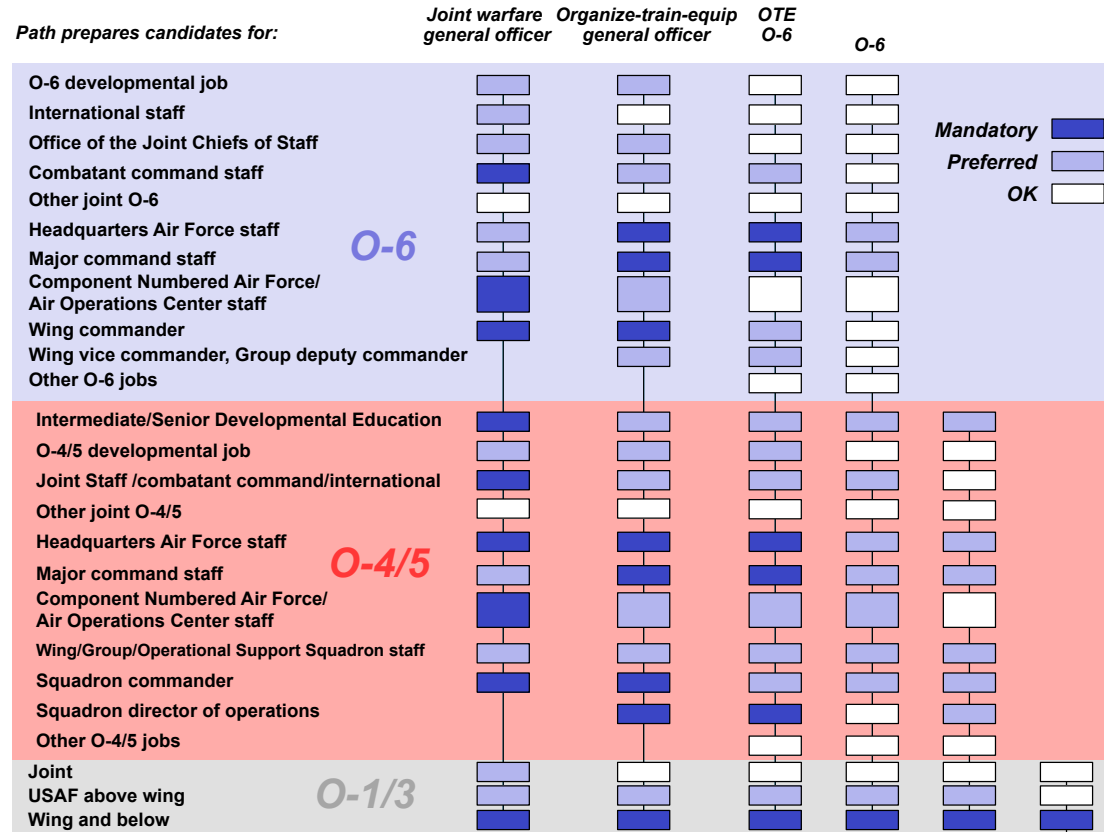 Path prepares candidates for:
Joint warfare
general officer
Organize-train-equip
general officer
OTE
O-6
O-6
O-6 developmental job
International staff
Office of the Joint Chiefs of Staff
Combatant command staff
Other joint O-6
Headquarters Air Force staff
Major command staff
Component Numbered Air Force/
Air Operations Center staff
Wing commander
Wing vice commander, Group deputy commander
Other O-6 jobs
O-6
Mandatory
Preferred
OK
Intermediate/Senior Developmental Education
O-4/5 developmental job
Joint Staff /combatant command/international
Other joint O-4/5
Headquarters Air Force staff
Major command staff
Component Numbered Air Force/
Air Operations Center staff
Wing/Group/Operational Support Squadron staff
Squadron commander
Squadron director of operations
Other O-4/5 jobs
O-4/5
Joint
USAF above wing
Wing and below
O-1/3